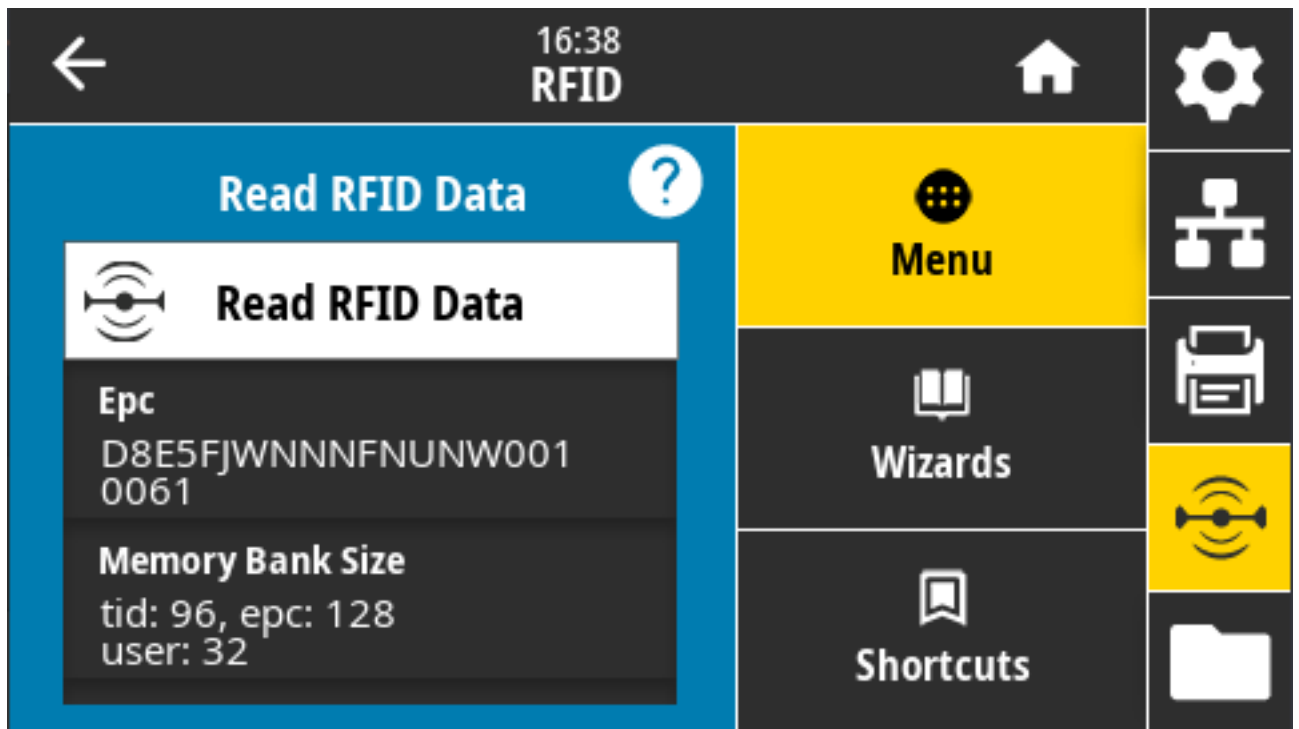 16:38
RFID
Read RFID Data
?
Read RFID Data
Epc
D8E5FJWNNNFNUNW001
0061
Memory Bank Size
tid: 96, epc: 128
user: 32
Menu
Wizards
Shortcuts